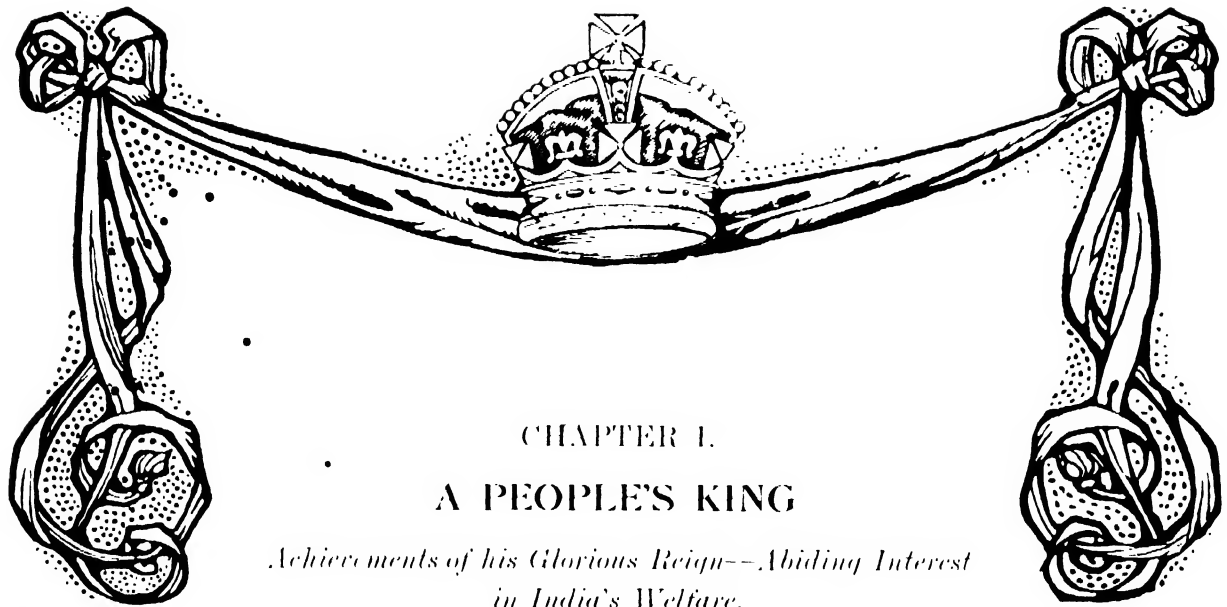 CHAPTER I.
A PEOPLE'S KING
Achievements of his Glorious Reign--Abiding Interest
in India's Welfare.